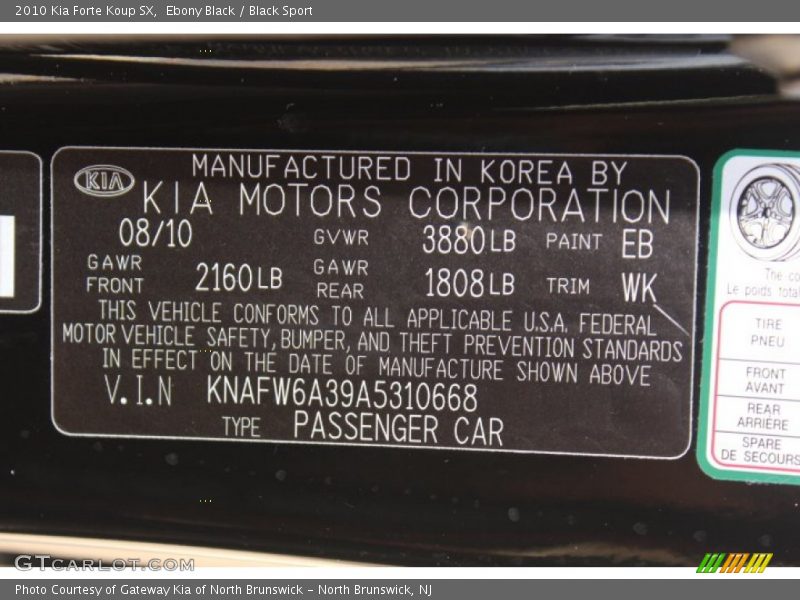 2010 Kia Forte Koup SX,  Ebony Black / Black Sport
MANUFACTURED IN KOREA BY
KIA
KIA MOTORS CORPORATION
08/10 GVWR 3880LB PAINT EB
GAWR FRONT 2160LB GAWR REAR 1808LB TRIM WK
THIS VEHICLE CONFORMS TO ALL APPLICABLE U.S.A. FEDERAL
MOTOR VEHICLE SAFETY, BUMPER, AND THEFT PREVENTION STANDARDS
IN EFFECT ON THE DATE OF MANUFACTURE SHOWN ABOVE
V.I.N KNAFW6A39A5310668
TYPE PASSENGER CAR
The
Le poids
TIRE
PNEU
FRONT
AVANT
REAR
ARRIÈRE
SPARE
DE SECOURS
GTCARLOT.COM
Photo Courtesy of Gateway Kia of North Brunswick - North Brunswick, NJ